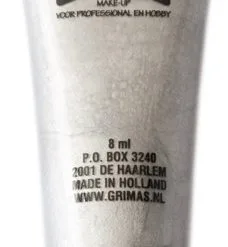 MAKE-UP
VOOR PROFESSIONAL EN HOBBY
8 ml
P.O. BOX 3240
2001 DE HAARLEM
MADE IN HOLLAND
WWW.GRIMAS.NL